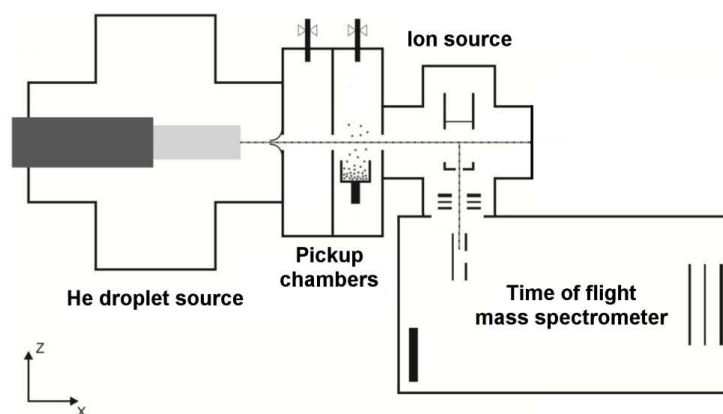 Ion source
Pickup
chambers
He droplet source
Time of flight
mass spectrometer
Z
X